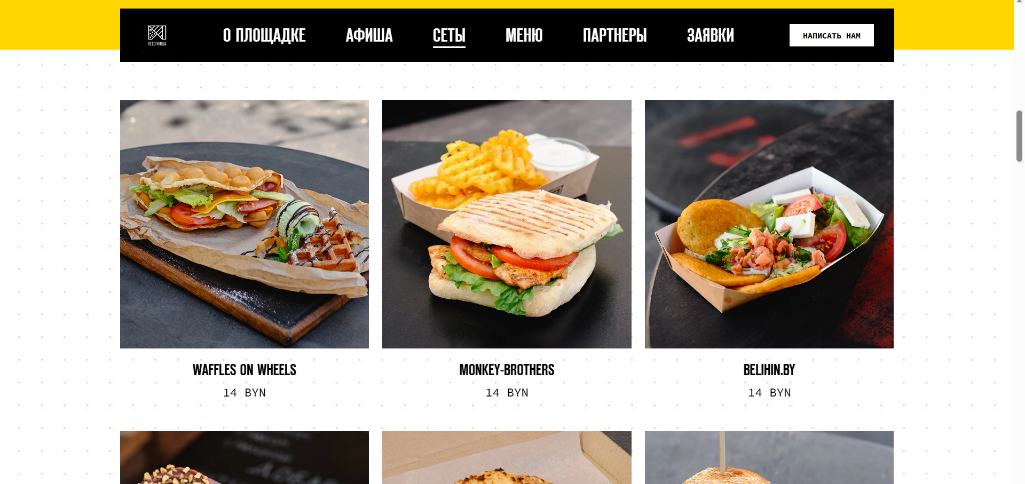 О ПЛОЩАДКЕ АФИША СЕТЫ МЕНЮ ПАРТНЕРЫ ЗАЯВКИ НАПИСАТЬ НАМ
WAFFLES ON WHEELS MONKEY-BROTHERS BELIHIN.BY
14 BYN 14 BYN 14 BYN